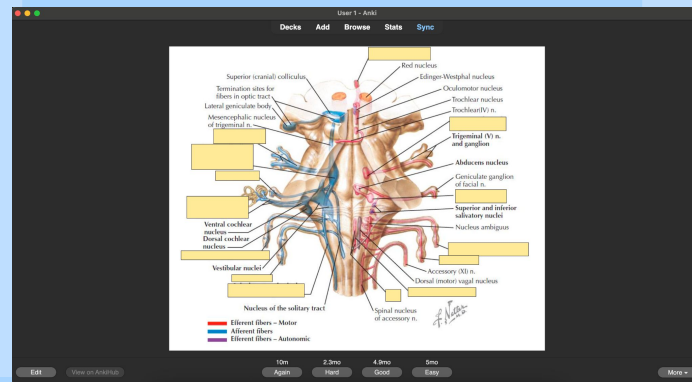 User 1 - Anki
Decks Add Browse Stats Sync
Red nucleus
Superior (cranial) colliculus
Edinger-Westphal nucleus
Termination sites for
fibers in optic tract
Oculomotor nucleus
Lateral geniculate body
Trochlear nucleus
Mesencephalic nucleus
of trigeminal n.
Trochlear(IV) n.
Trigeminal (V) n.
and ganglion
Abducens nucleus
Geniculate ganglion
of facial n.
Superior and inferior
salivatory nuclei
Ventral cochlear
nucleus
Nucleus ambiguus
Dorsal cochlear
nucleus
Vestibular nuclei
Accessory (XI) n.
Dorsal (motor) vagal nucleus
Nucleus of the solitary tract
Spinal nucleus
of accessory n.
Efferent fibers – Motor
Afferent fibers
Efferent fibers – Autonomic
10m 2.3mo 4.9mo 5mo
Edit View on AnkiHub Again Hard Good Easy More